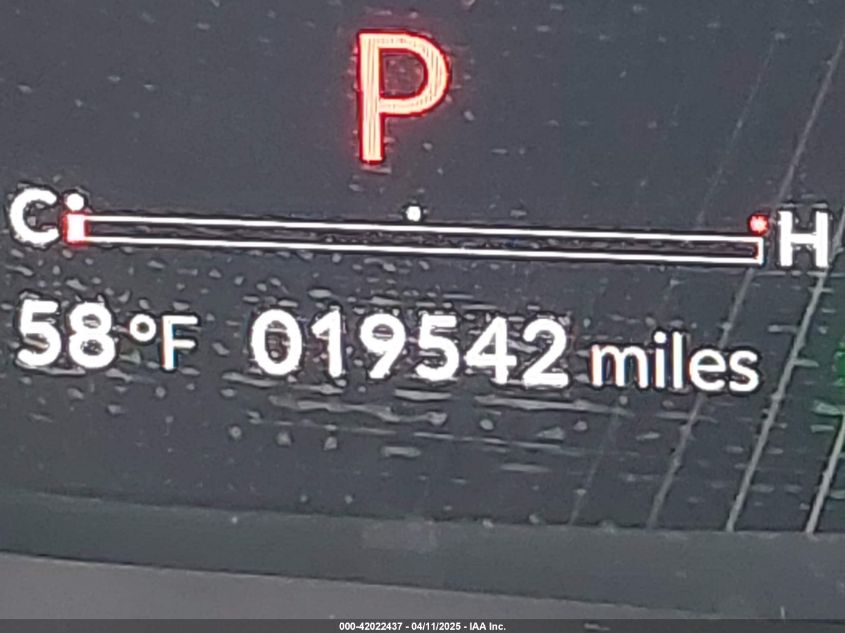 P
C H
58°F 019542 miles
000-42022437 - 04/11/2025 - IAA Inc.